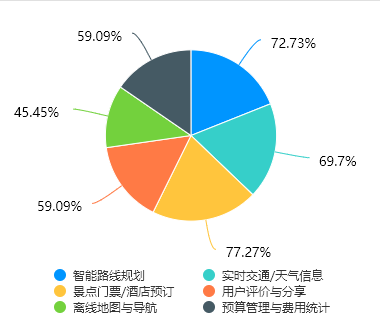 59.09%
72.73%
45.45%
69.7%
59.09%
77.27%
智能路线规划 实时交通/天气信息
景点门票/酒店预订 用户评价与分享
离线地图与导航 预算管理与费用统计